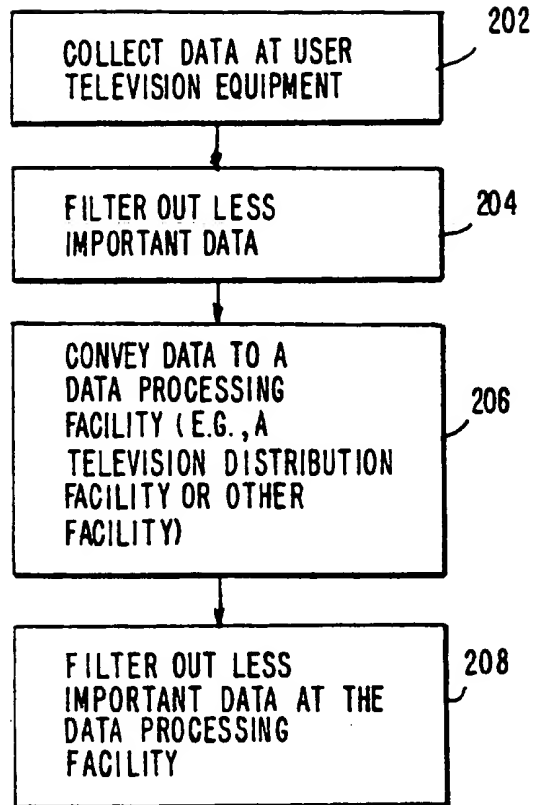 202
COLLECT DATA AT USER
TELEVISION EQUIPMENT
204
FILTER OUT LESS
IMPORTANT DATA
206
CONVEY DATA TO A
DATA PROCESSING
FACILITY (E.G., A
TELEVISION DISTRIBUTION
FACILITY OR OTHER
FACILITY)
208
FILTER OUT LESS
IMPORTANT DATA AT THE
DATA PROCESSING
FACILITY